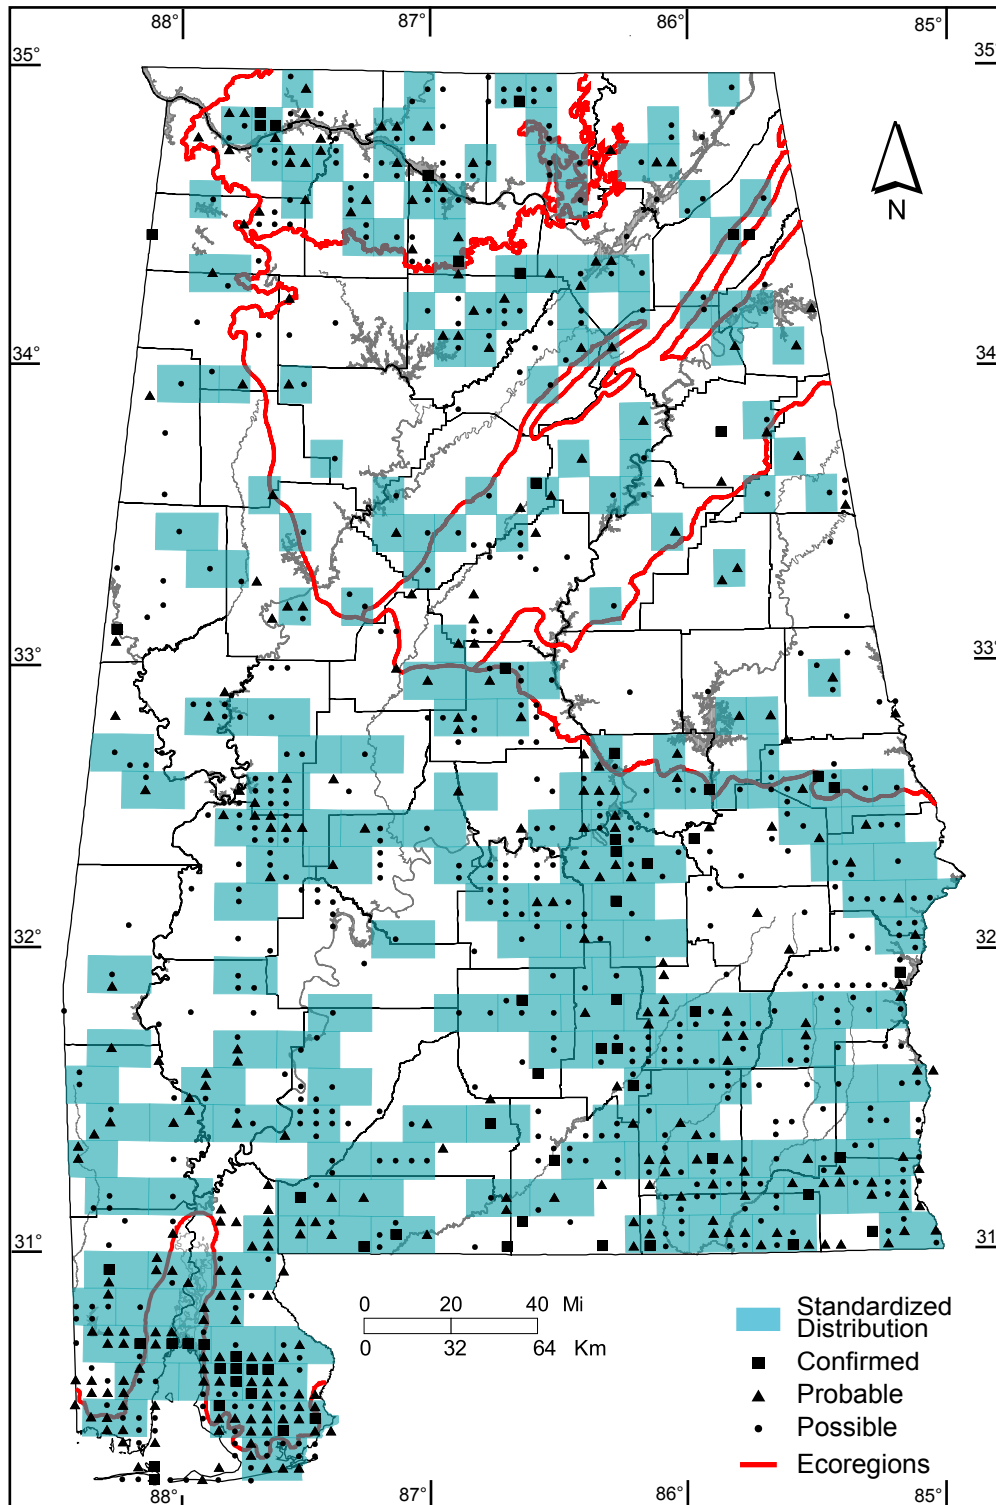 88° 87° 86° 85°
35° 35°
N
34° 34
33° 33°
32° 32
31° 31°
0 20 40 Mi
0 32 64 Km
Standardized
Distribution
Confirmed
Probable
Possible
Ecoregions
88° 87° 86° 85°